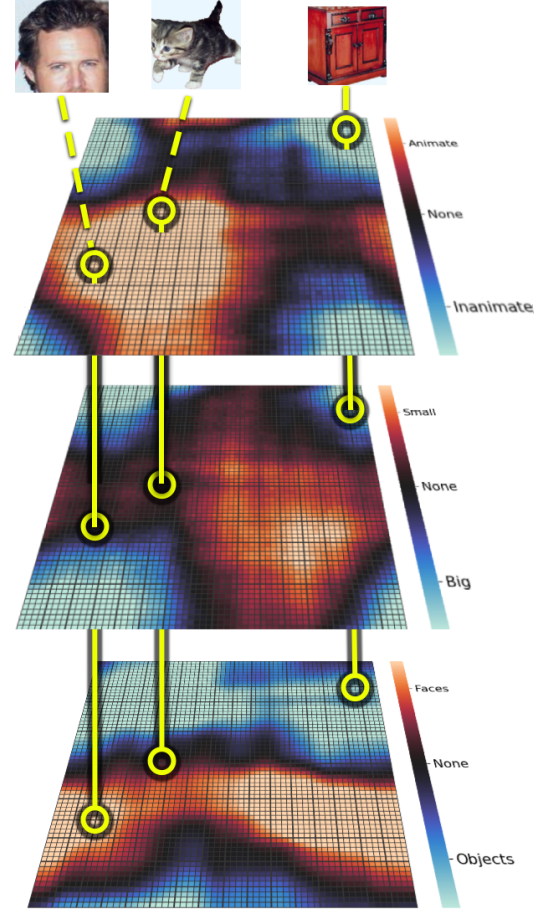 Animate
None
Inanimate
Small
None
Big
Faces
None
Objects